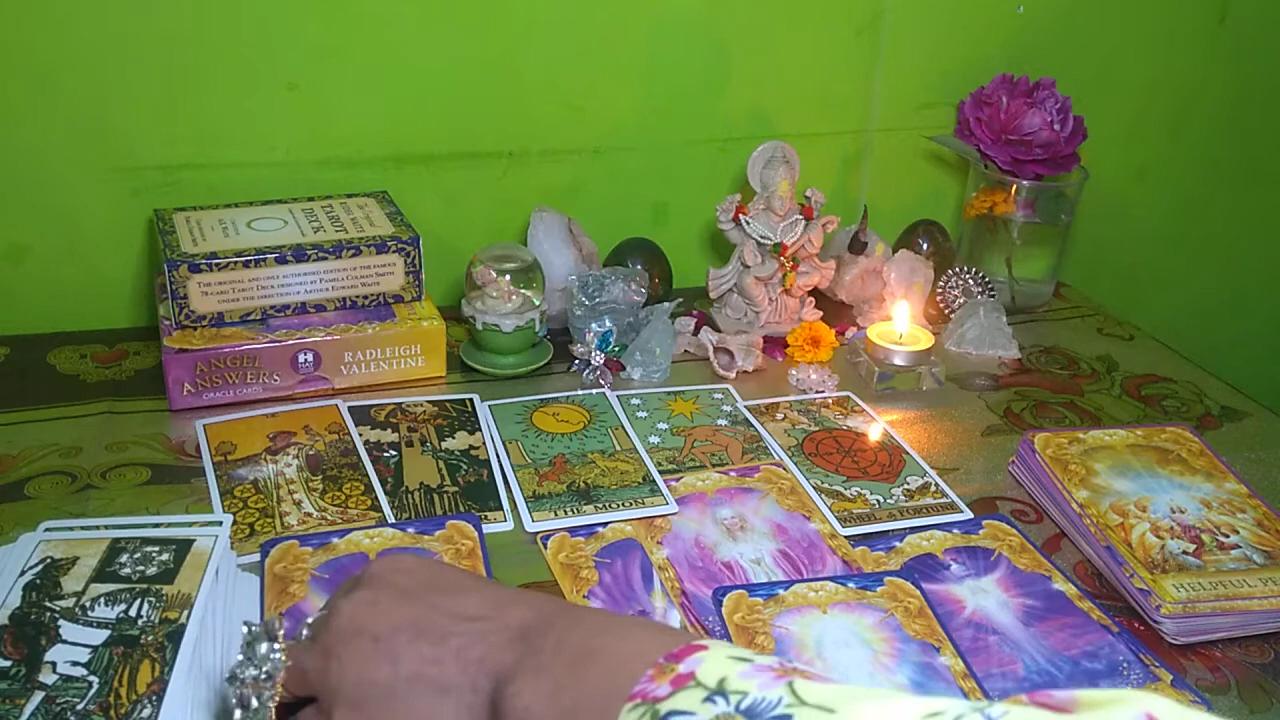 TAROT
DECK
THE ORIGINAL AND ONLY AUTHORISED EDITION OF THE FAMOUS
78-CARD TAROT DECK DESIGNED BY PAMELA COLMAN SMITH
UNDER THE DIRECTION OF ARTHUR EDWARD WAITE
ANGEL
ANSWERS
ORACLE CARDS
HAY
RADLEIGH
VALENTINE
THE MOON
WHEEL OF FORTUNE
HELPFUL PE